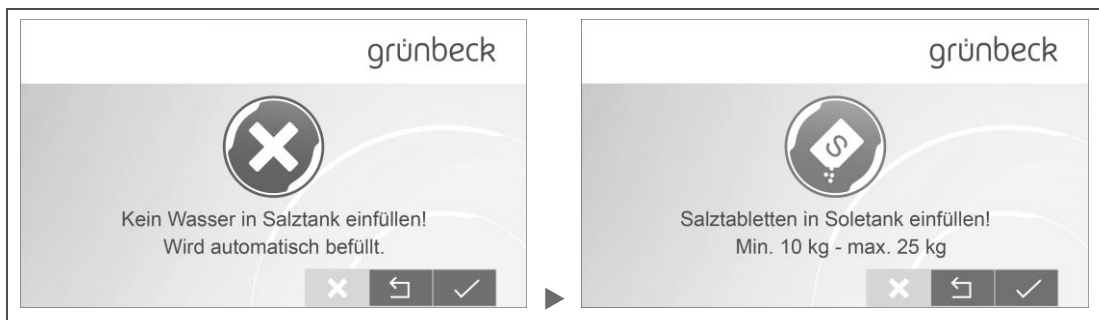 grünbeck
Kein Wasser in Salztank einfüllen!
Wird automatisch befüllt.
grünbeck
S
Salztabletten in Soletank einfüllen!
Min. 10 kg - max. 25 kg